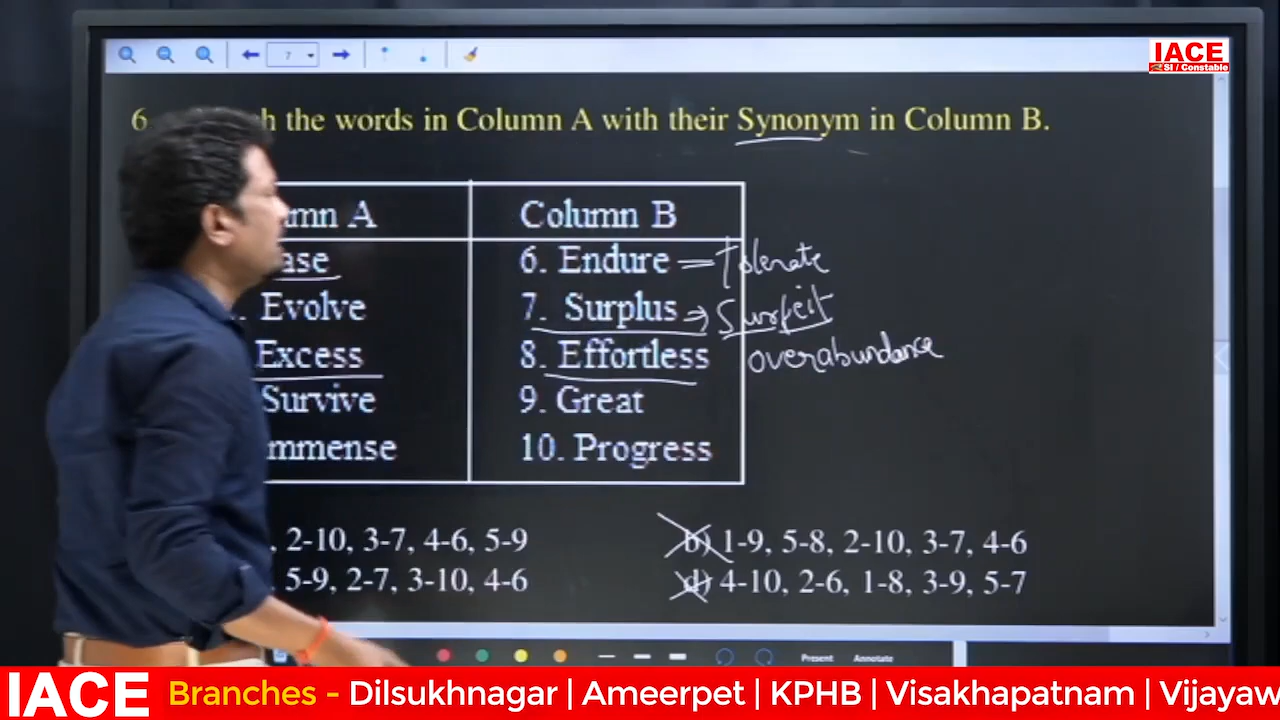 7
IACE
SI / Constable
6 h the words in Column A with their Synonym in Column B.
mn A Column B
ase 6. Endure — Tolerate
. Evolve 7. Surplus → Surfeit
Excess 8. Effortless overabundance
Survive 9. Great
mmense 10. Progress
, 2-10, 3-7, 4-6, 5-9 b) 1-9, 5-8, 2-10, 3-7, 4-6
, 5-9, 2-7, 3-10, 4-6 d) 4-10, 2-6, 1-8, 3-9, 5-7
Present Annotate
IACE Branches - Dilsukhnagar | Ameerpet | KPHB | Visakhapatnam | Vijayaw